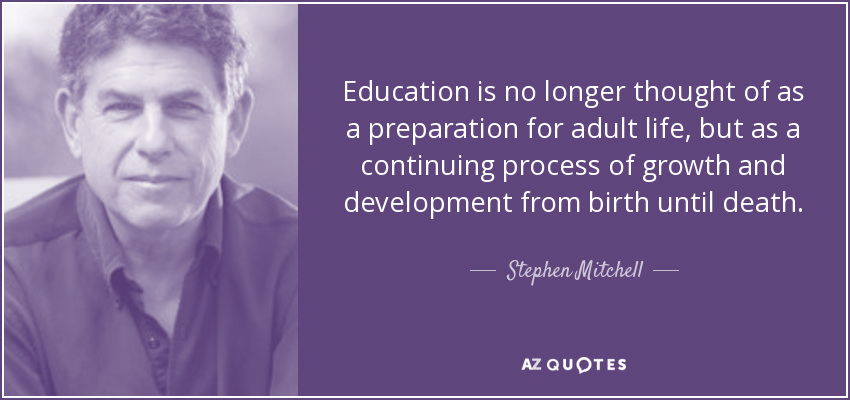 Education is no longer thought of as
a preparation for adult life, but as a
continuing process of growth and
development from birth until death.
Stephen Mitchell
AZ QUOTES